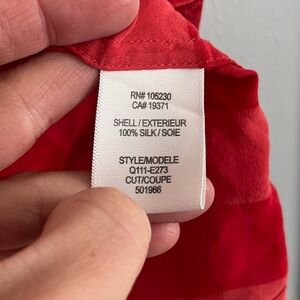 RN# 105230
CA# 19371
SHELL / EXTERIEUR
100% SILK / SOIE
STYLE/MODELE
Q111-E273
CUT/COUPE
501966